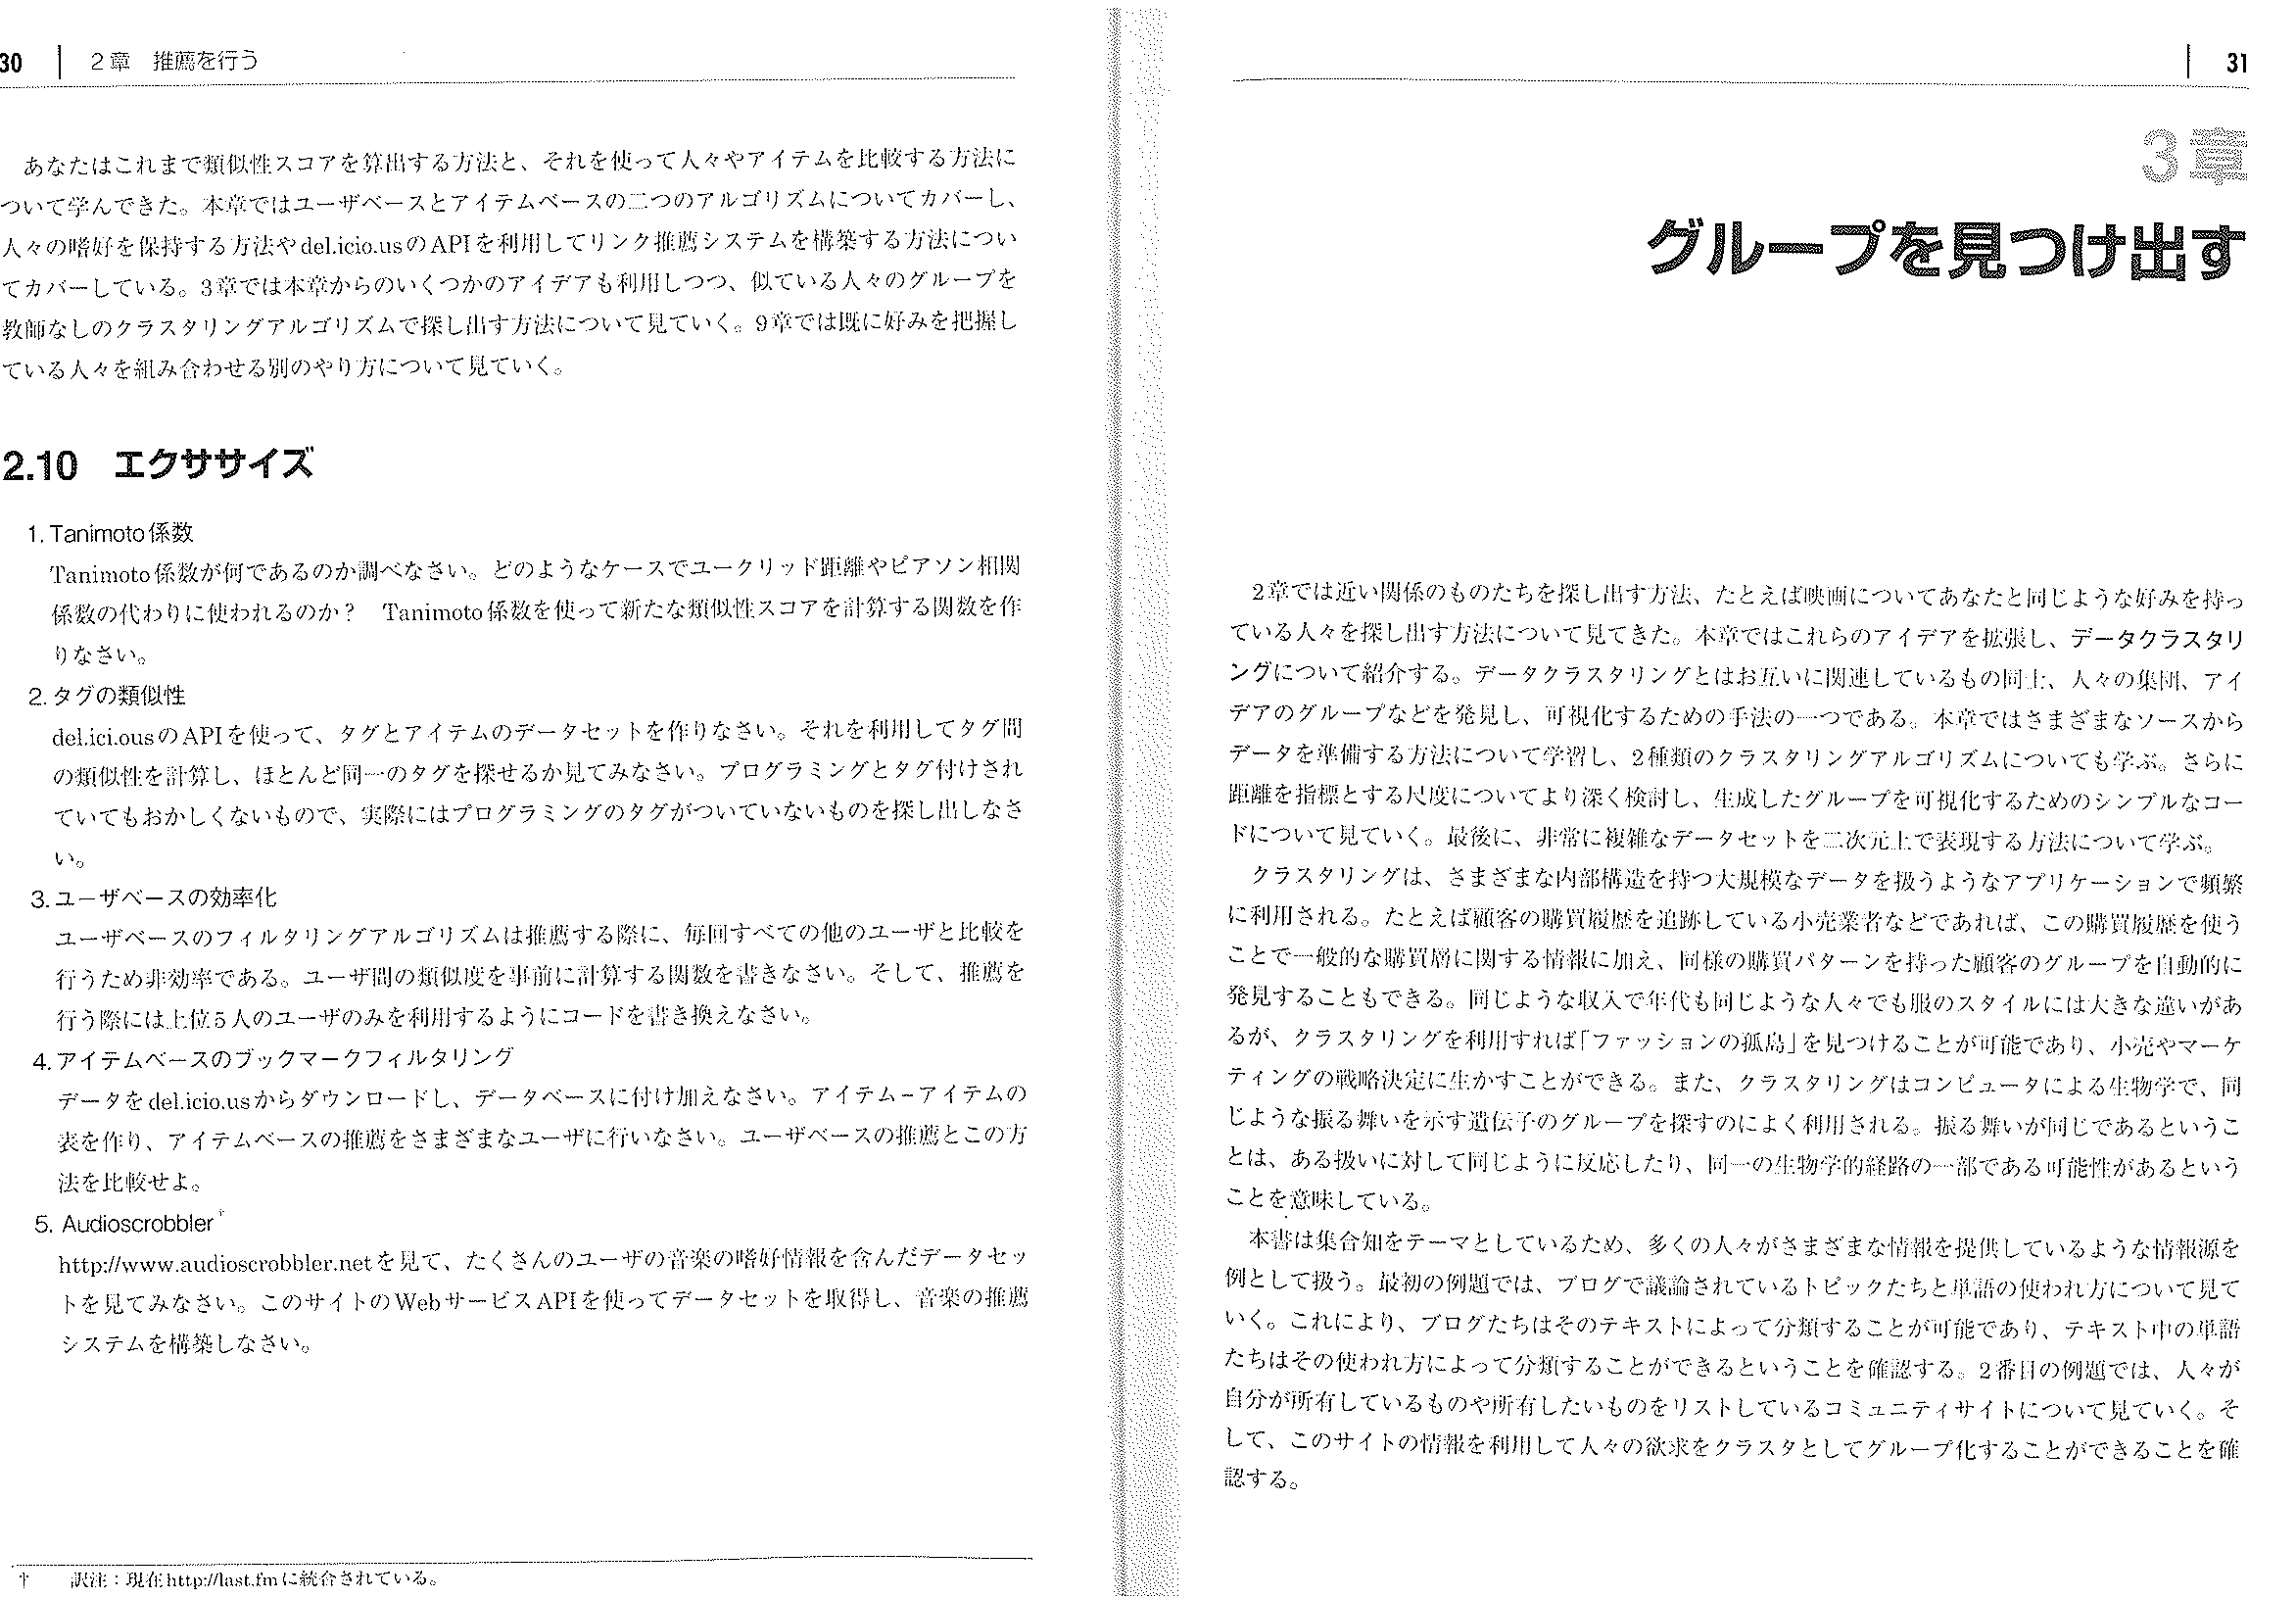 30 | 2章 推薦を行う
あなたはこれまで類似性スコアを算出する方法と、それを使って人々やアイテムを比較する方法に
ついて学んできた。本章ではユーザベースとアイテムベースの二つのアルゴリズムについてカバーし、
人々の嗜好を保持する方法やdel.icio.usのAPIを利用してリンク推薦システムを構築する方法につい
てカバーしている。3章では本章からのいくつかのアイデアも利用しつつ、似ている人々のグループを
教師なしのクラスタリングアルゴリズムで探し出す方法について見ていく。9章では既に好みを把握し
ている人々を組み合わせる別のやり方について見ていく。
2.10 エクササイズ
1. Tanimoto係数
Tanimoto係数が何であるのか調べなさい。どのようなケースでユークリッド距離やピアソン相関
係数の代わりに使われるのか? Tanimoto係数を使って新たな類似性スコアを計算する関数を作
りなさい。
2. タグの類似性
del.ici.ousのAPIを使って、タグとアイテムのデータセットを作りなさい。それを利用してタグ間
の類似性を計算し、ほとんど同一のタグを探せるか見てみなさい。プログラミングとタグ付けされ
ていてもおかしくないもので、実際にはプログラミングのタグがついていないものを探し出しなさ
い。
3. ユーザベースの効率化
ユーザベースのフィルタリングアルゴリズムは推薦する際に、毎回すべての他のユーザと比較を
行うため非効率である。ユーザ間の類似度を事前に計算する関数を書きなさい。そして、推薦を
行う際には上位5人のユーザのみを利用するようにコードを書き換えなさい。
4. アイテムベースのブックマークフィルタリング
データをdel.icio.usからダウンロードし、データベースに付け加えなさい。アイテム-アイテムの
表を作り、アイテムベースの推薦をさまざまなユーザに行いなさい。ユーザベースの推薦とこの方
法を比較せよ。
5. Audioscrobbler†
http://www.audioscrobbler.netを見て、たくさんのユーザの音楽の嗜好情報を含んだデータセッ
トを見てみなさい。このサイトのWebサービスAPIを使ってデータセットを取得し、音楽の推薦
システムを構築しなさい。
† 訳注：現在http://last.fmに統合されている。
| 31
3章
グループを見つけ出す
2章では近い関係のものたちを探し出す方法、たとえば映画についてあなたと同じような好みを持っ
ている人々を探し出す方法について見てきた。本章ではこれらのアイデアを拡張し、データクラスタリ
ングについて紹介する。データクラスタリングとはお互いに関連しているもの同士、人々の集団、アイ
デアのグループなどを発見し、可視化するための手法の一つである。本章ではさまざまなソースから
データを準備する方法について学習し、2種類のクラスタリングアルゴリズムについても学ぶ。さらに
距離を指標とする尺度についてより深く検討し、生成したグループを可視化するためのシンプルなコー
ドについて見ていく。最後に、非常に複雑なデータセットを二次元上で表現する方法について学ぶ。
クラスタリングは、さまざまな内部構造を持つ大規模なデータを扱うようなアプリケーションで頻繁
に利用される。たとえば顧客の購買履歴を追跡している小売業者などであれば、この購買履歴を使う
ことで一般的な購買層に関する情報に加え、同様の購買パターンを持った顧客のグループを自動的に
発見することもできる。同じような収入で年代も同じような人々でも服のスタイルには大きな違いがあ
るが、クラスタリングを利用すれば「ファッションの孤島」を見つけることが可能であり、小売やマーケ
ティングの戦略決定に生かすことができる。また、クラスタリングはコンピュータによる生物学で、同
じような振る舞いを示す遺伝子のグループを探すのによく利用される。振る舞いが同じであるというこ
とは、ある扱いに対して同じように反応したり、同一の生物学的経路の一部である可能性があるという
ことを意味している。
本書は集合知をテーマとしているため、多くの人々がさまざまな情報を提供しているような情報源を
例として扱う。最初の例題では、ブログで議論されているトピックたちと単語の使われ方について見て
いく。これにより、ブログたちはそのテキストによって分類することが可能であり、テキスト中の単語
たちはその使われ方によって分類することができるということを確認する。2番目の例題では、人々が
自分が所有しているものや所有したいものをリストしているコミュニティサイトについて見ていく。そ
して、このサイトの情報を利用して人々の欲求をクラスタとしてグループ化することができることを確
認する。